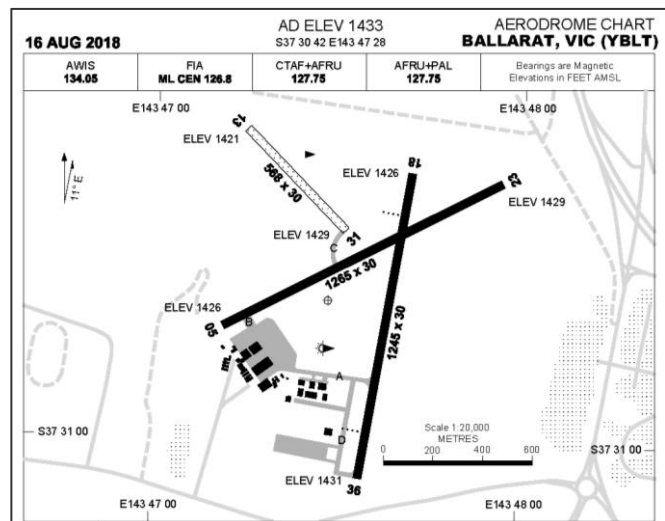 AD ELEV 1433
AERODROME CHART
16 AUG 2018
S37 30 42 E143 47 28
BALLARAT, VIC (YBLT)
AWIS
134.05
FIA
ML CEN 126.8
CTAF+AFRU
127.75
AFRU+PAL
127.75
Bearings are Magnetic
Elevations in FEET AMSL
E143 47 00
E143 48 00
13
ELEV 1421
18
ELEV 1426
23
11° E
568 x 30
ELEV 1429
ELEV 1429
31
C
1265 x 30
ELEV 1426
B
05
1245 x 30
A
Scale 1:20,000
METRES
0 200 400 600
S37 31 00
D
S37 31 00
ELEV 1431
36
E143 47 00
E143 48 00